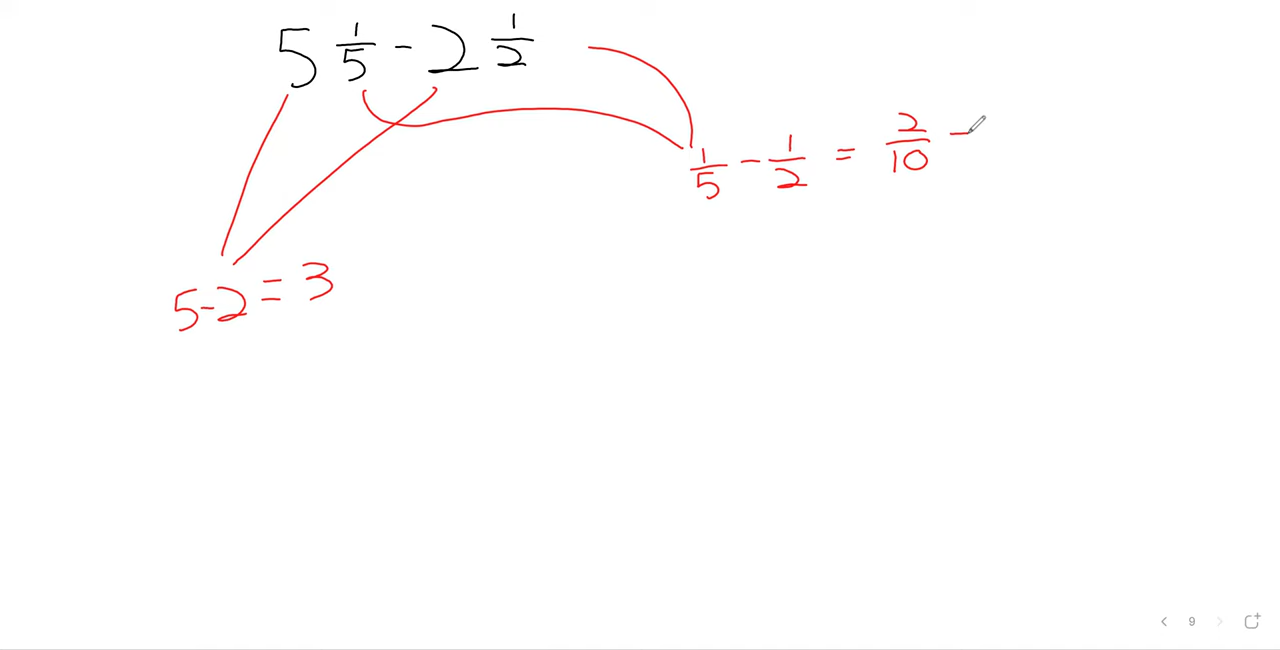 5 1/5 - 2 1/2
1/5 - 1/2 = 2/10 -
5-2=3
9